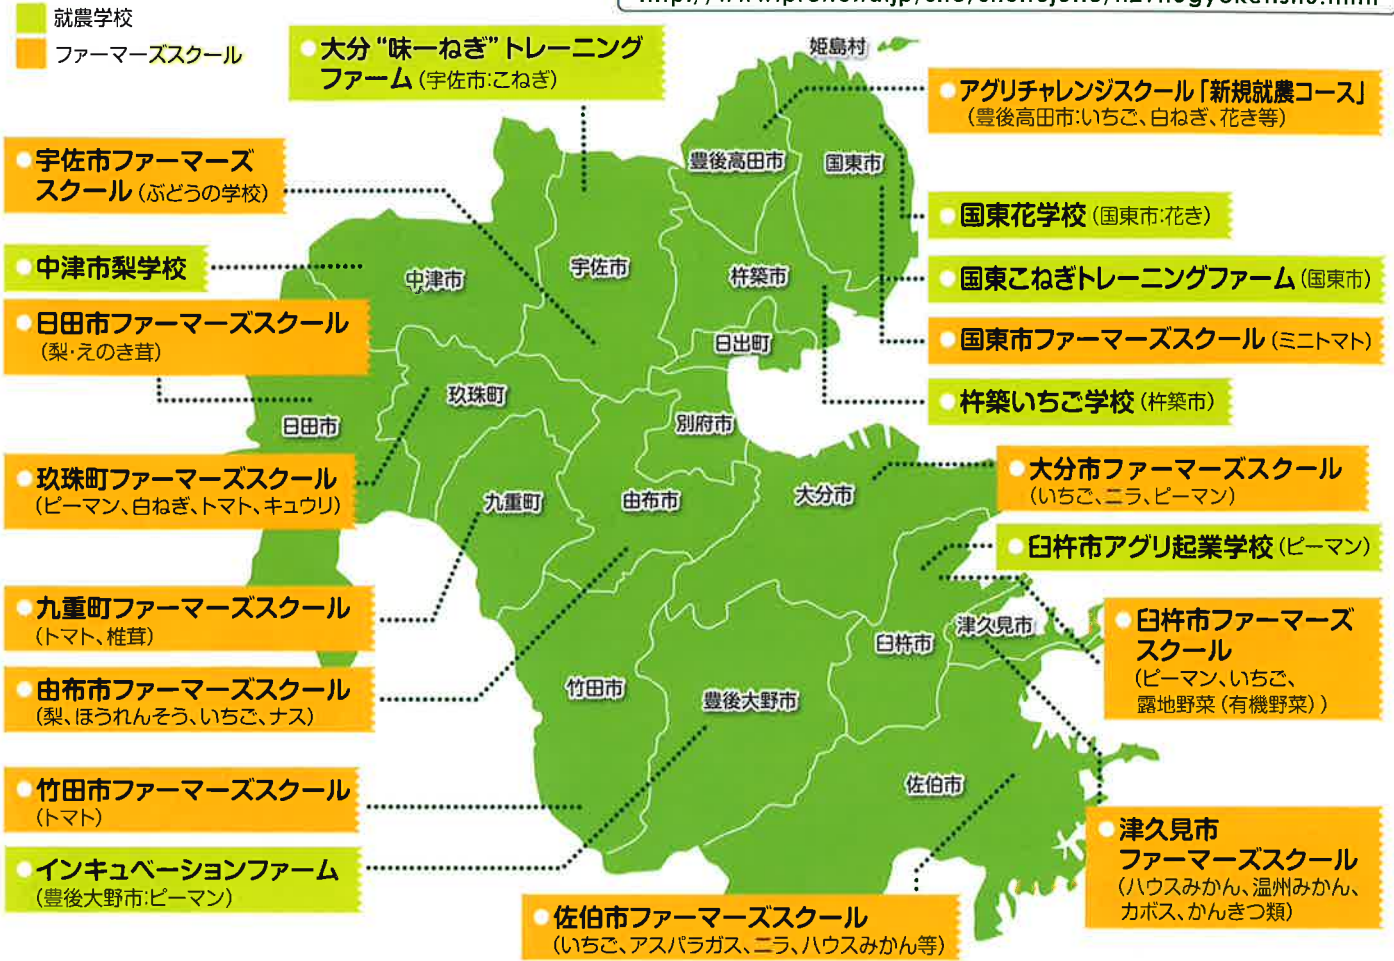 就農学校
ファーマーズスクール
大分“味一ねぎ”トレーニング
ファーム(宇佐市:こねぎ)
姫島村
アグリチャレンジスクール「新規就農コース」
(豊後高田市:いちご、白ねぎ、花き等)
宇佐市ファーマーズ
スクール(ぶどうの学校)
豊後高田市
国東市
国東花学校(国東市:花き)
中津市梨学校
中津市
宇佐市
杵築市
国東こねぎトレーニングファーム(国東市)
日田市ファーマーズスクール
(梨・えのき茸)
日出町
国東市ファーマーズスクール(ミニトマト)
玖珠町
杵築いちご学校(杵築市)
日田市
別府市
玖珠町ファーマーズスクール
(ピーマン、白ねぎ、トマト、キュウリ)
九重町
由布市
大分市
大分市ファーマーズスクール
(いちご、ニラ、ピーマン)
臼杵市アグリ起業学校(ピーマン)
九重町ファーマーズスクール
(トマト、椎茸)
臼杵市
津久見市
臼杵市ファーマーズ
スクール
(ピーマン、いちご、
露地野菜(有機野菜))
由布市ファーマーズスクール
(梨、ほうれんそう、いちご、ナス)
竹田市
豊後大野市
竹田市ファーマーズスクール
(トマト)
佐伯市
インキュベーションファーム
(豊後大野市:ピーマン)
津久見市
ファーマーズスクール
(ハウスみかん、温州みかん、
カボス、かんきつ類)
佐伯市ファーマーズスクール
(いちご、アスパラガス、ニラ、ハウスみかん等)